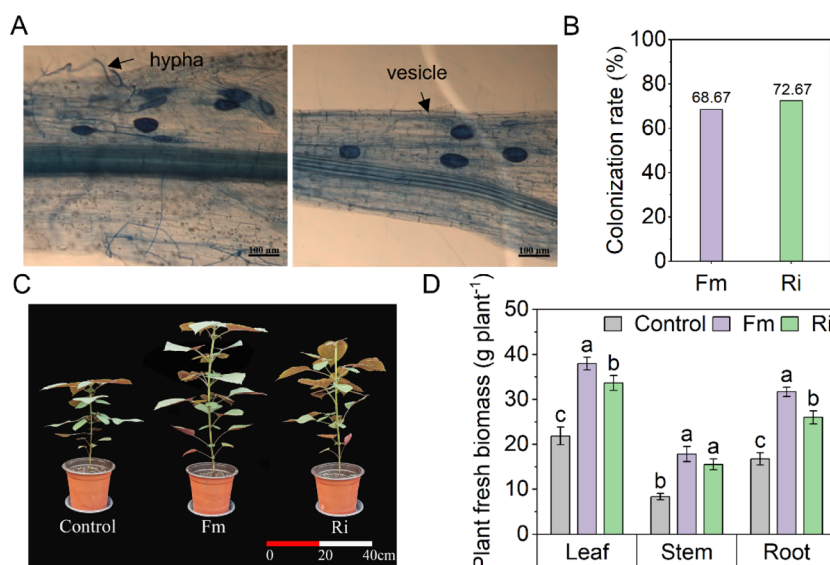 A
hypha
vesicle
100 µm
100 µm
B
Colonization rate (%)
100
80
60
40
20
0
68.67
72.67
Fm
Ri
C
Control
Fm
Ri
0 20 40cm
D
Plant fresh biomass (g plant⁻¹)
50
40
30
20
10
0
Control Fm Ri
c
a
b
b
a
a
c
a
b
Leaf
Stem
Root